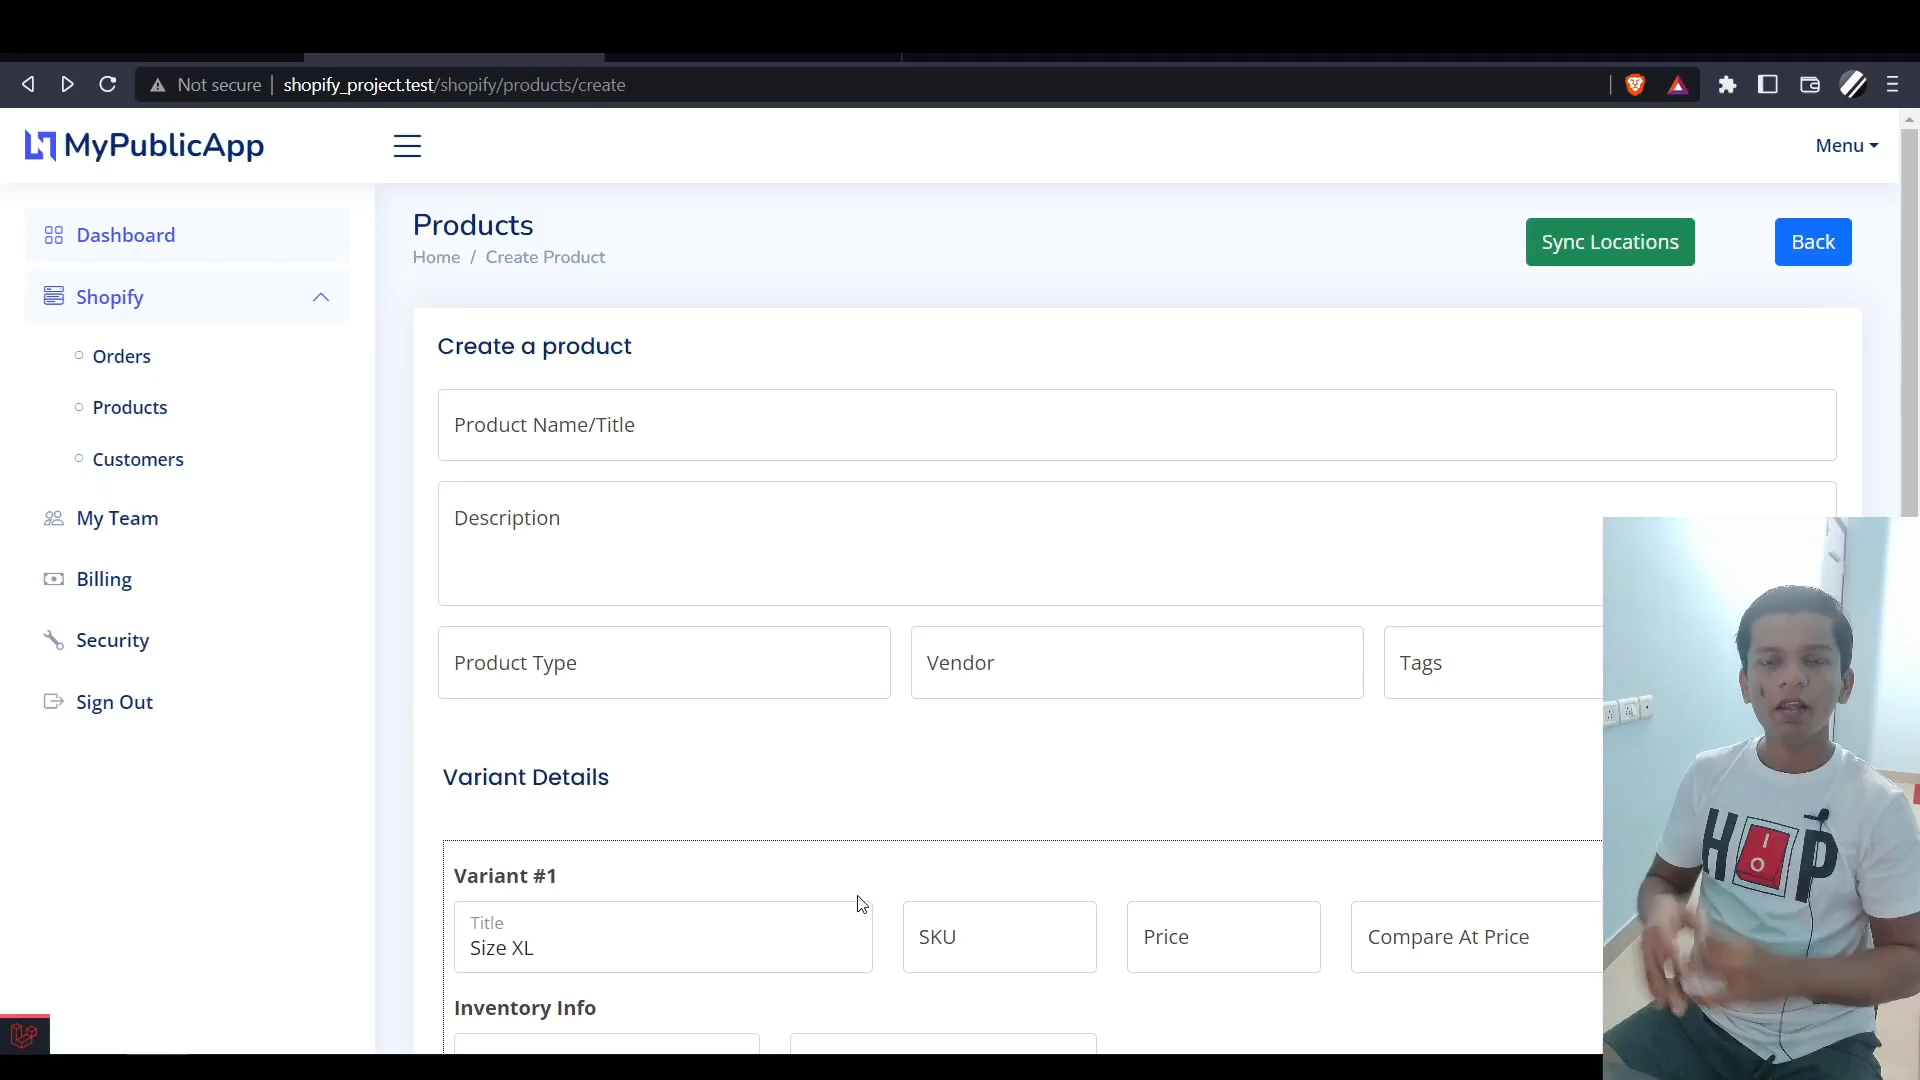 Not secure | shopify_project.test/shopify/products/create
MyPublicApp
Menu
Dashboard
Shopify
Orders
Products
Customers
My Team
Billing
Security
Sign Out
Products
Home / Create Product
Sync Locations
Back
Create a product
Product Name/Title
Description
Product Type
Vendor
Tags
Variant Details
Variant #1
Title
Size XL
SKU
Price
Compare At Price
Inventory Info
H I O P